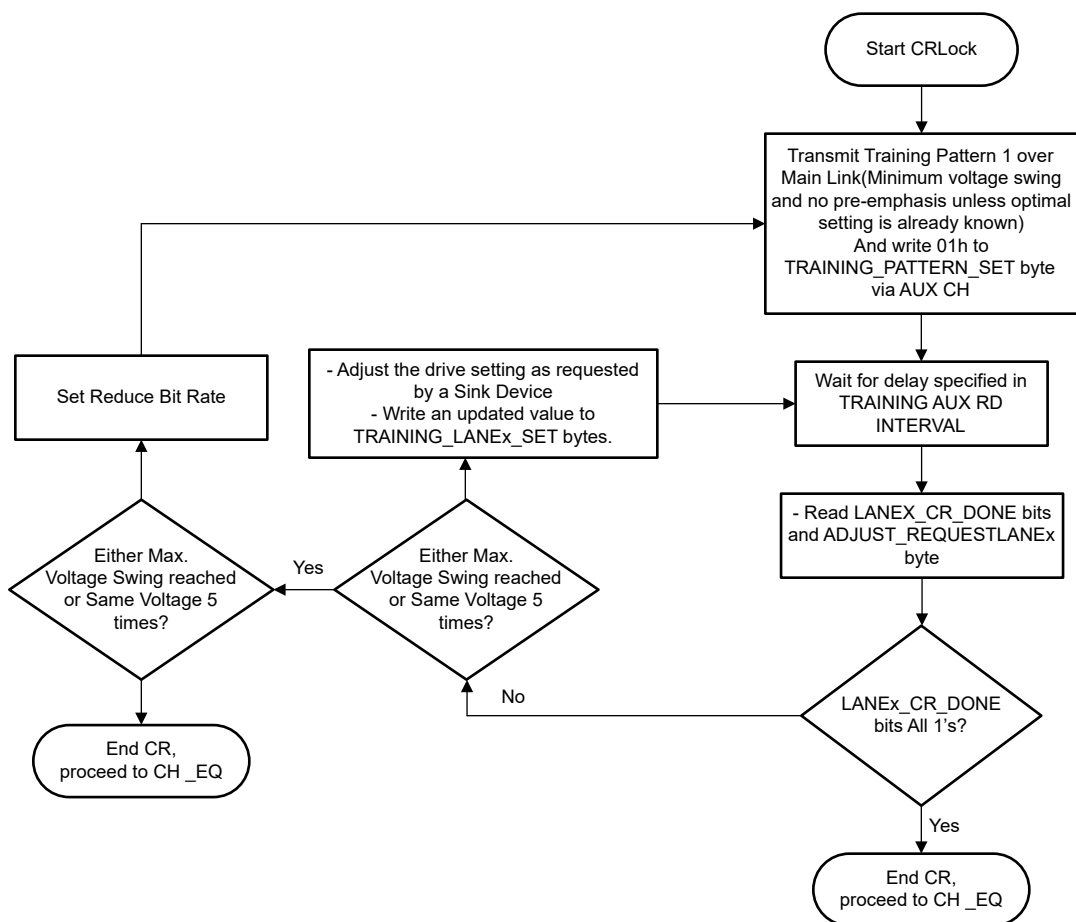 Start CRLock
Transmit Training Pattern 1 over
Main Link(Minimum voltage swing
and no pre-emphasis unless optimal
setting is already known)
And write 01h to
TRAINING_PATTERN_SET byte
via AUX CH
Set Reduce Bit Rate
- Adjust the drive setting as requested
by a Sink Device
- Write an updated value to
TRAINING_LANEx_SET bytes.
Wait for delay specified in
TRAINING AUX RD
INTERVAL
- Read LANEX_CR_DONE bits
and ADJUST_REQUESTLANEx
byte
Either Max.
Voltage Swing reached
or Same Voltage 5
times?
Yes
Either Max.
Voltage Swing reached
or Same Voltage 5
times?
No
LANEx_CR_DONE
bits All 1's?
End CR,
proceed to CH _EQ
Yes
End CR,
proceed to CH _EQ